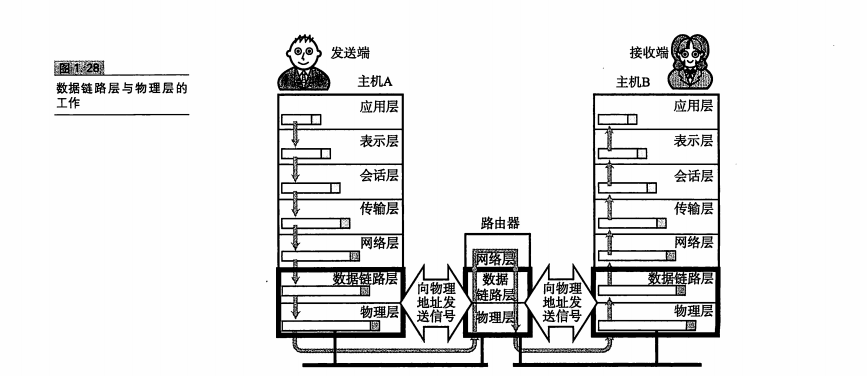 图1.28
数据链路层与物理层的
工作
发送端
主机A
应用层
表示层
会话层
传输层
网络层
数据链路层
物理层
向物理
地址发
送信号
路由器
网络层
数据
链路层
物理层
向物理
地址发
送信号
接收端
主机B
应用层
表示层
会话层
传输层
网络层
数据链路层
物理层